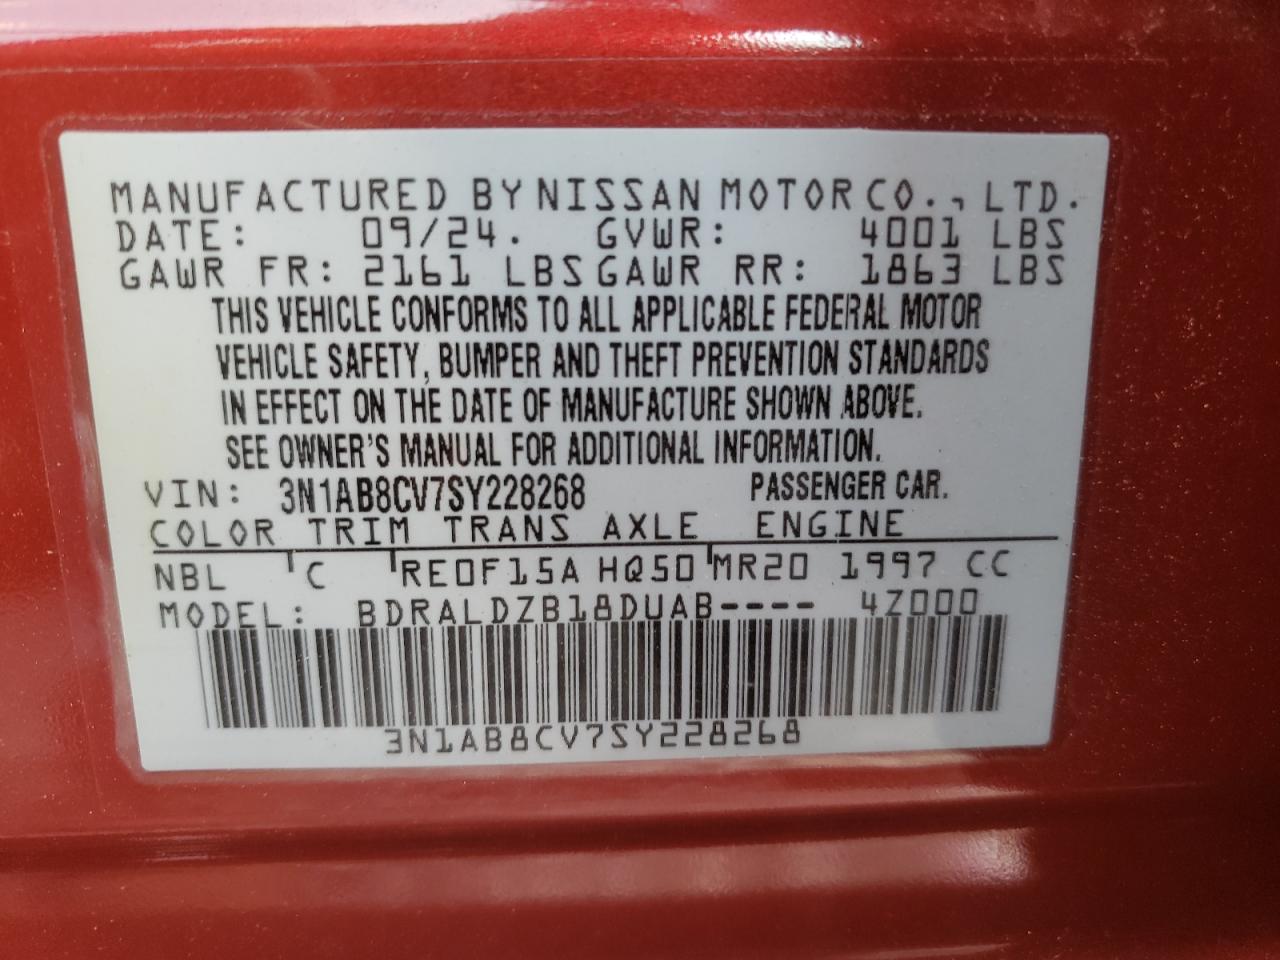 MANUFACTURED BY NISSAN MOTOR CO., LTD.
DATE: 09/24. GVWR: 4001 LBS
GAWR FR: 2161 LBS GAWR RR: 1863 LBS
THIS VEHICLE CONFORMS TO ALL APPLICABLE FEDERAL MOTOR
VEHICLE SAFETY, BUMPER AND THEFT PREVENTION STANDARDS
IN EFFECT ON THE DATE OF MANUFACTURE SHOWN ABOVE.
SEE OWNER'S MANUAL FOR ADDITIONAL INFORMATION.
VIN: 3N1AB8CV7SY228268 PASSENGER CAR.
COLOR TRIM TRANS AXLE ENGINE
NBL C RE0F15A HQ50 MR20 1997 CC
MODEL: BDRALDZB18DUAB---- 4Z000
3N1AB8CV7SY228268